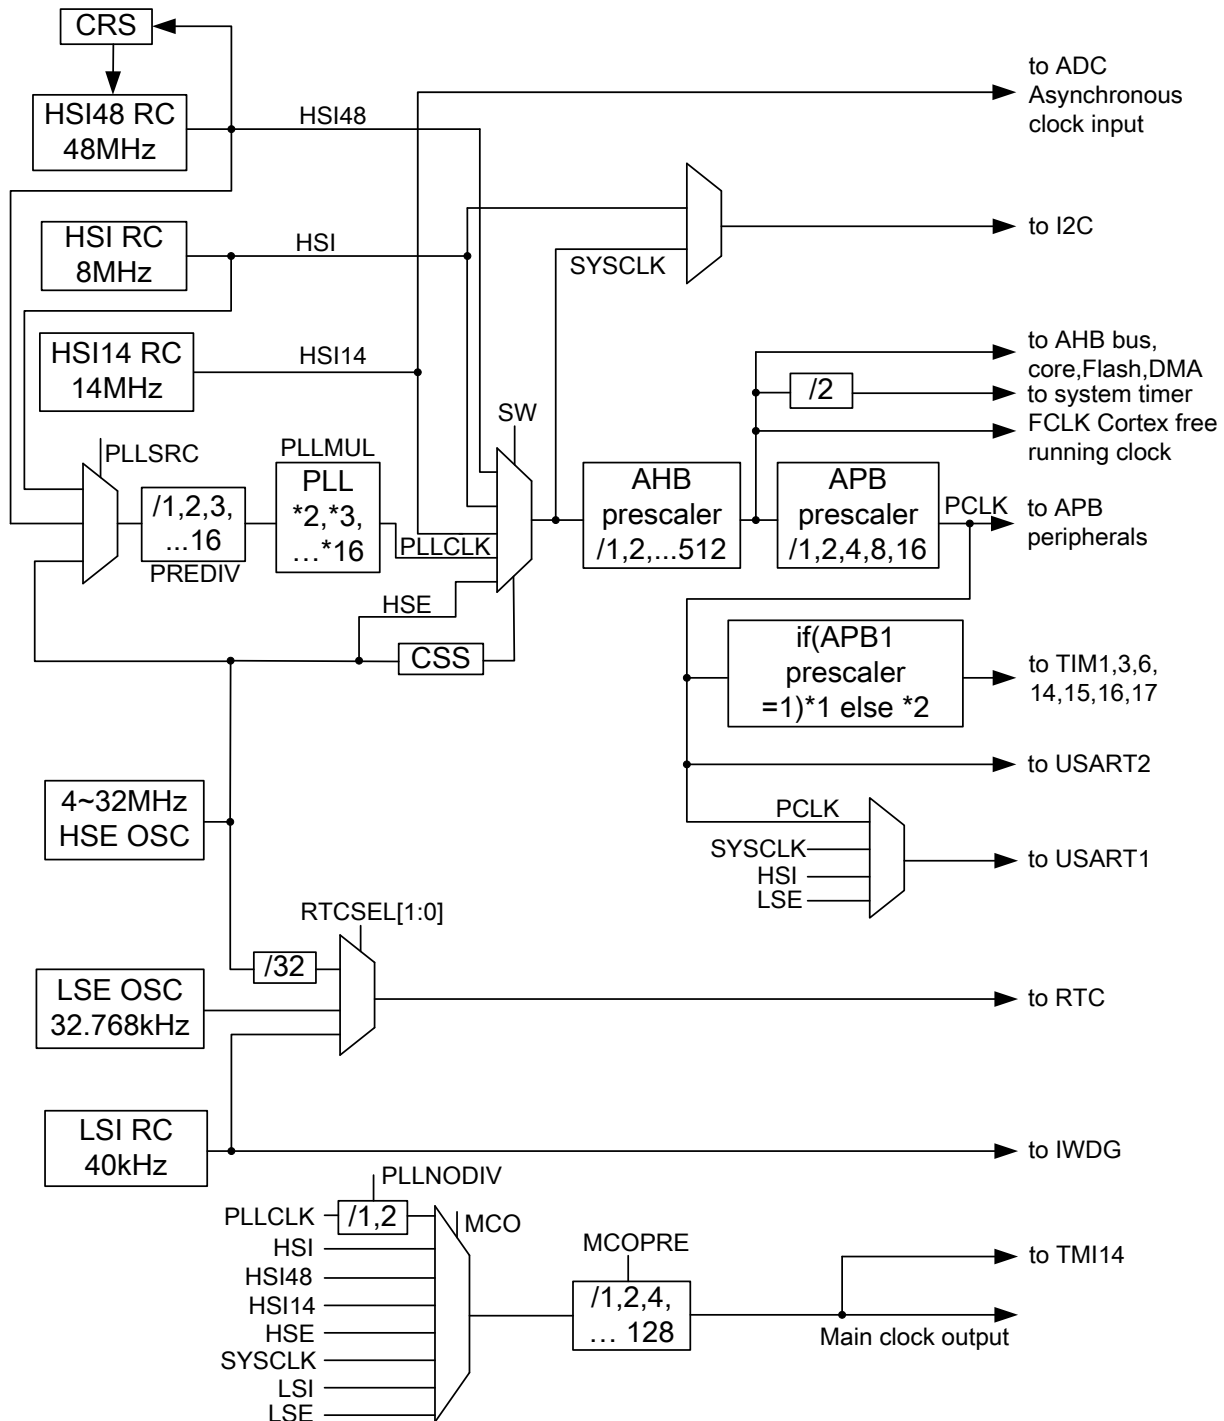 CRS
HSI48 RC
48MHz
HSI48
to ADC
Asynchronous
clock input
HSI RC
8MHz
HSI
SYSCLK
to I2C
HSI14 RC
14MHz
HSI14
to AHB bus,
core,Flash,DMA
/2
to system timer
FCLK Cortex free
running clock
SW
PLLSRC
PLLMUL
/1,2,3,
...16
PREDIV
PLL
*2,*3,
...*16
PLLCLK
HSE
CSS
AHB
prescaler
/1,2,...512
APB
prescaler
/1,2,4,8,16
PCLK
to APB
peripherals
if(APB1
prescaler
=1)*1 else *2
to TIM1,3,6,
14,15,16,17
to USART2
4~32MHz
HSE OSC
PCLK
SYSCLK
HSI
LSE
to USART1
RTCSEL[1:0]
/32
LSE OSC
32.768kHz
to RTC
LSI RC
40kHz
to IWDG
PLLNODIV
PLLCLK
/1,2
MCO
HSI
HSI48
HSI14
HSE
SYSCLK
LSI
LSE
MCOPRE
/1,2,4,
... 128
to TMI14
Main clock output